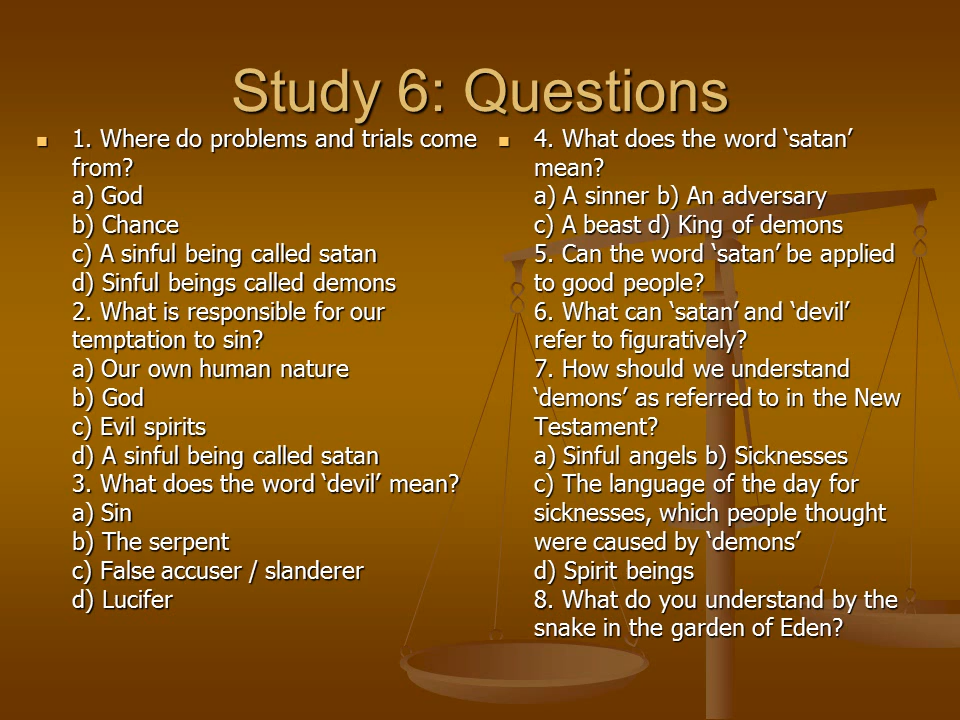 Study 6: Questions
1. Where do problems and trials come
from?
a) God
b) Chance
c) A sinful being called satan
d) Sinful beings called demons
2. What is responsible for our
temptation to sin?
a) Our own human nature
b) God
c) Evil spirits
d) A sinful being called satan
3. What does the word ‘devil’ mean?
a) Sin
b) The serpent
c) False accuser / slanderer
d) Lucifer
4. What does the word ‘satan’
mean?
a) A sinner b) An adversary
c) A beast d) King of demons
5. Can the word ‘satan’ be applied
to good people?
6. What can ‘satan’ and ‘devil’
refer to figuratively?
7. How should we understand
‘demons’ as referred to in the New
Testament?
a) Sinful angels b) Sicknesses
c) The language of the day for
sicknesses, which people thought
were caused by ‘demons’
d) Spirit beings
8. What do you understand by the
snake in the garden of Eden?